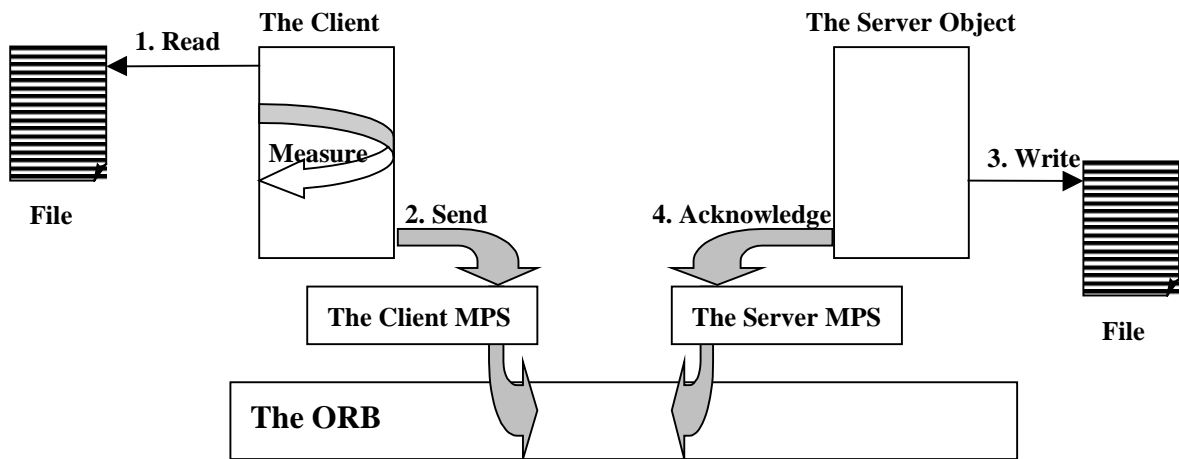 The Client
The Server Object
1. Read
Measure
3. Write
File
2. Send
4. Acknowledge
The Client MPS
The Server MPS
File
The ORB